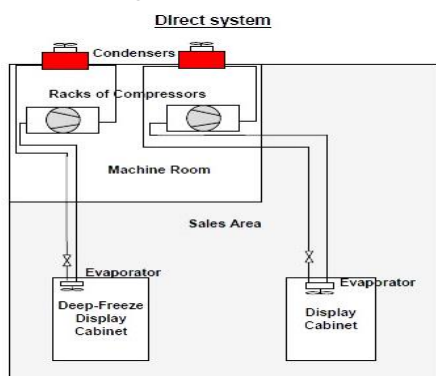 Direct system
Condensers
Racks of Compressors
Machine Room
Sales Area
Evaporator
Deep-Freeze
Display
Cabinet
Evaporator
Display
Cabinet